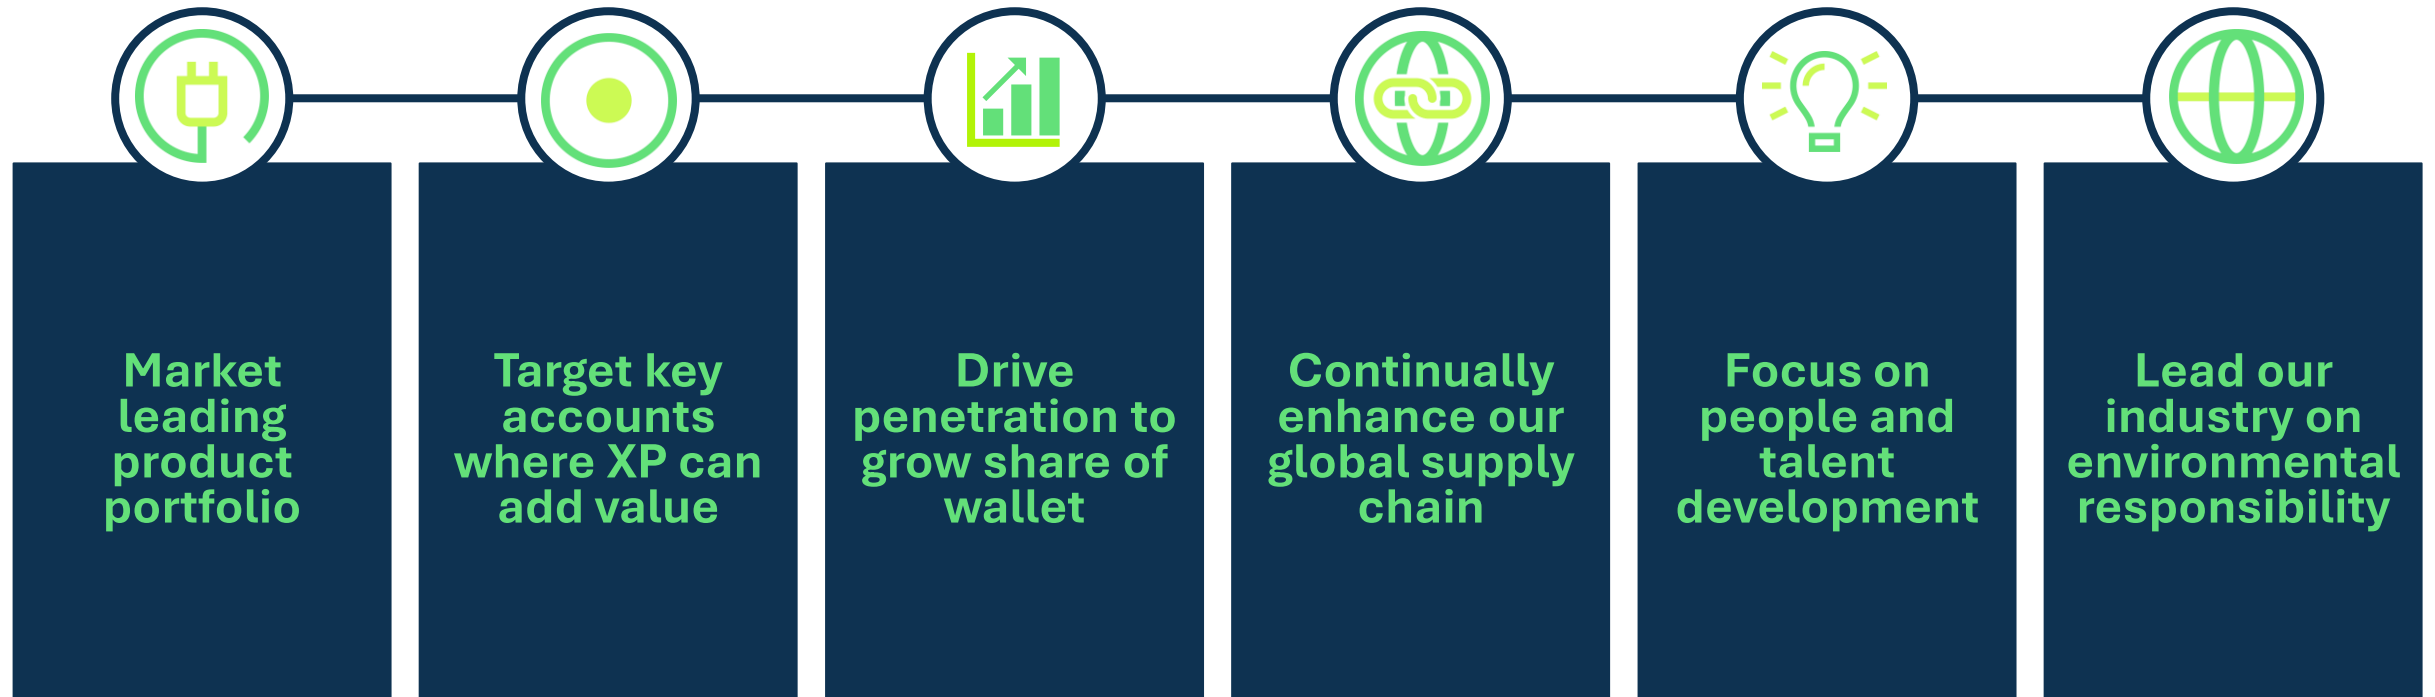 Market
leading
product
portfolio
Target key
accounts
where XP can
add value
Drive
penetration to
grow share of
wallet
Continually
enhance our
global supply
chain
Focus on
people and
talent
development
Lead our
industry on
environmental
responsibility